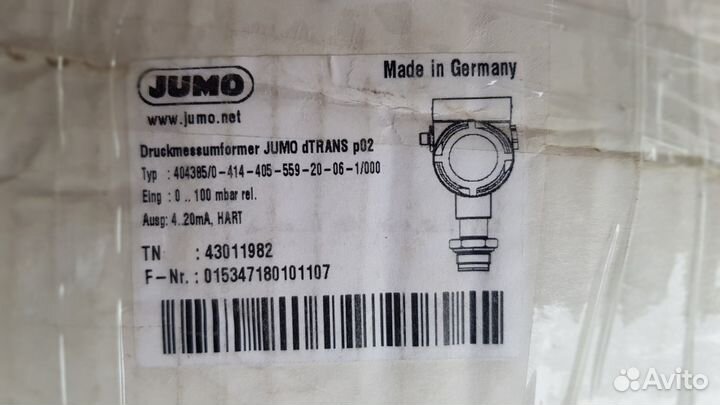 JUMO
Made in Germany
www.jumo.net
Druckmessumformer JUMO dTRANS p02
Typ : 404385/0-414-405-559-20-06-1/000
Eing : 0 .. 100 mbar rel.
Ausg: 4..20mA, HART
TN : 43011982
F-Nr. : 015347180101107
Avito